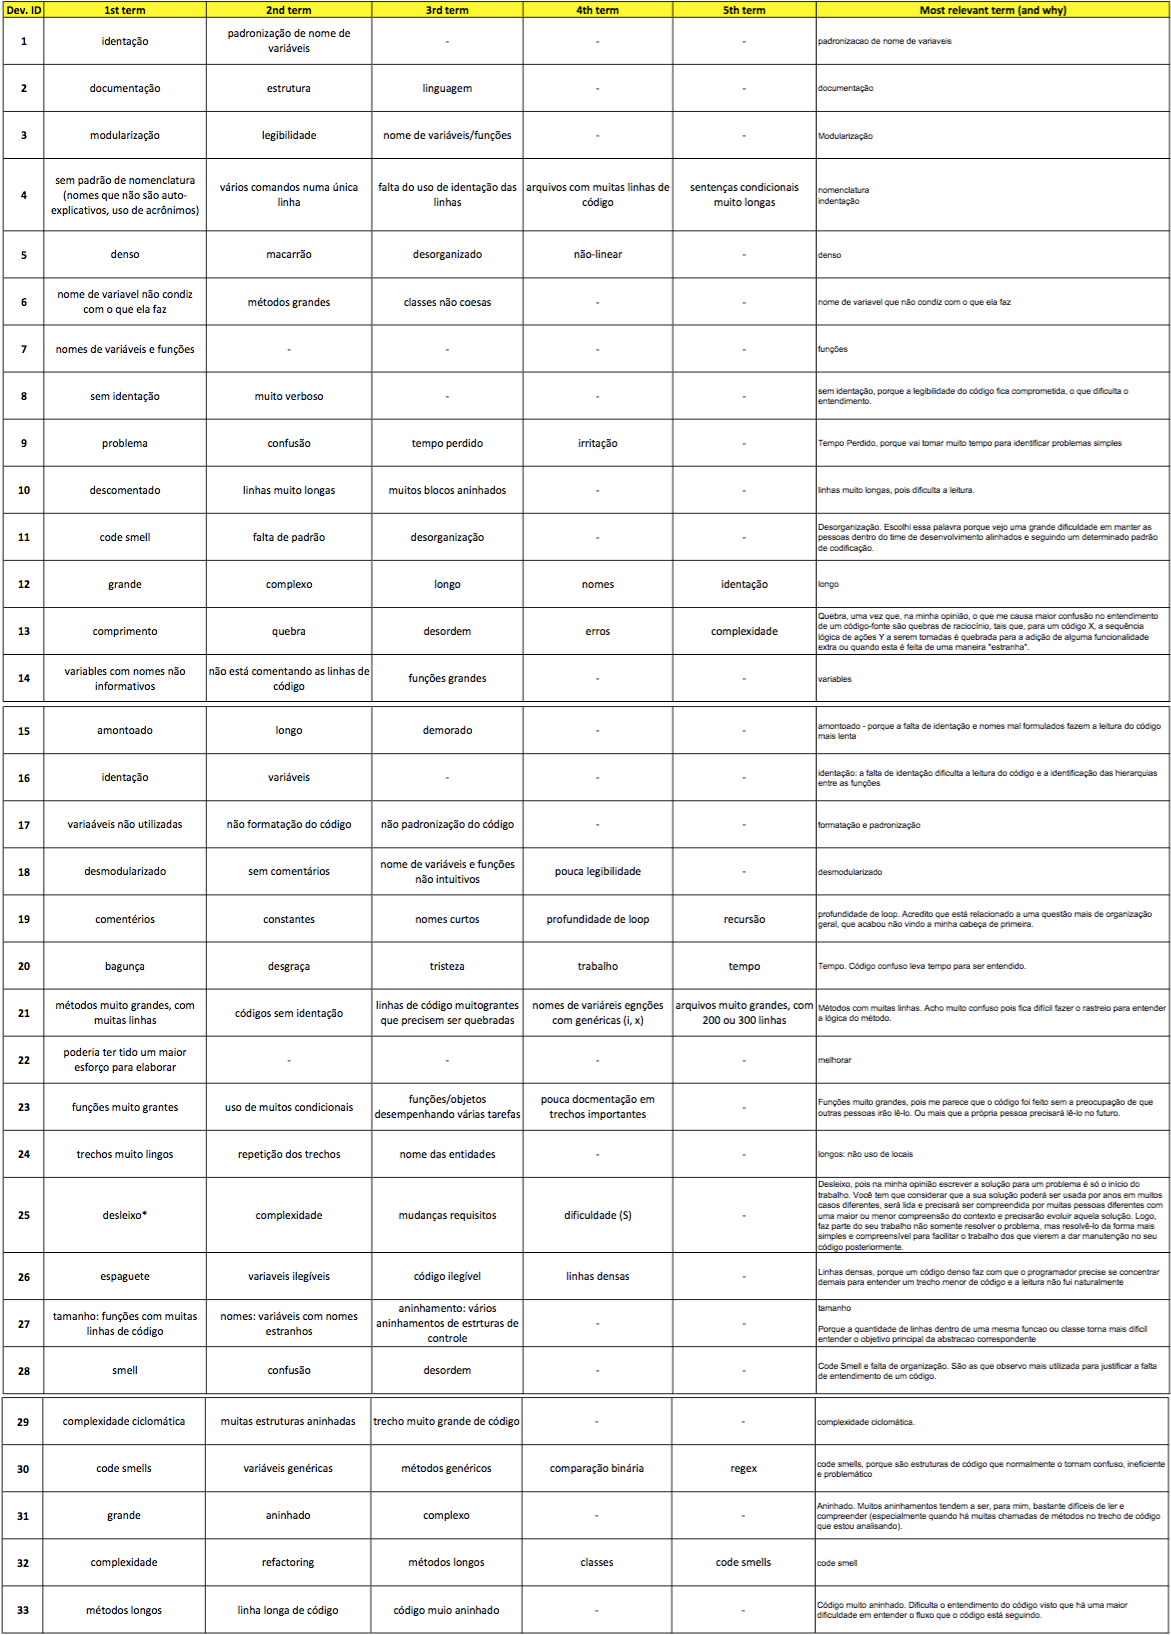 Dev. ID 1st term 2nd term 3rd term 4th term 5th term Most relevant term (and why)
1 identação padronização de nome de variáveis - - - padronizacao de nome de variaveis
2 documentação estrutura linguagem - - documentação
3 modularização legibilidade nome de variáveis/funções - - Modularização
4 sem padrão de nomenclatura (nomes que não são auto-explicativos, uso de acrônimos) vários comandos numa única linha falta do uso de identação das linhas arquivos com muitas linhas de código sentenças condicionais muito longas nomenclatura
indentação
5 denso macarrão desorganizado não-linear - denso
6 nome de variavel não condiz com o que ela faz métodos grandes classes não coesas - - nome de variavel que não condiz com o que ela faz
7 nomes de variáveis e funções - - - - funções
8 sem identação muito verboso - - - sem identação, porque a legibilidade do código fica comprometida, o que dificulta o
entendimento.
9 problema confusão tempo perdido irritação - Tempo Perdido, porque vai tomar muito tempo para identificar problemas simples
10 descomentado linhas muito longas muitos blocos aninhados - - linhas muito longas, pois dificulta a leitura.
11 code smell falta de padrão desorganização - - Desorganização. Escolhi essa palavra porque vejo uma grande dificuldade em manter as
pessoas dentro do time de desenvolvimento alinhados e seguindo um determinado padrão
de codificação.
12 grande complexo longo nomes identação longo
13 comprimento quebra desordem erros complexidade Quebra, uma vez que, na minha opinião, o que me causa maior confusão no entendimento
de um código-fonte são quebras de raciocínio, tais que, para um código X, a sequência
lógica de ações Y a serem tomadas é quebrada para a adição de alguma funcionalidade
extra ou quando esta é feita de uma maneira "estranha".
14 variables com nomes não informativos não está comentando as linhas de código funções grandes - - variables
15 amontoado longo demorado - - amontoado - porque a falta de identação e nomes mal formulados fazem a leitura do código
mais lenta
16 identação variáveis - - - identação: a falta de identação dificulta a leitura do código e a identificação das hierarquias
entre as funções
17 variaáveis não utilizadas não formatação do código não padronização do código - - formatação e padronização
18 desmodularizado sem comentários nome de variáveis e funções não intuitivos pouca legibilidade - desmodularizado
19 comentérios constantes nomes curtos profundidade de loop recursão profundidade de loop. Acredito que está relacionado a uma questão mais de organização
geral, que acabou não vindo a minha cabeça de primeira.
20 bagunça desgraça tristeza trabalho tempo Tempo. Código confuso leva tempo para ser entendido.
21 métodos muito grandes, com muitas linhas códigos sem identação linhas de código muitograntes que precisem ser quebradas nomes de variáreis egnções com genéricas (i, x) arquivos muito grandes, com 200 ou 300 linhas Métodos com muitas linhas. Acho muito confuso pois fica difícil fazer o rastreio para entender
a lógica do método.
22 poderia ter tido um maior esforço para elaborar - - - - melhorar
23 funções muito grantes uso de muitos condicionais funções/objetos desempenhando várias tarefas pouca docmentação em trechos importantes - Funções muito grandes, pois me parece que o código foi feito sem a preocupação de que
outras pessoas irão lê-lo. Ou mais que a própria pessoa precisará lê-lo no futuro.
24 trechos muito lingos repetição dos trechos nome das entidades - - longos: não uso de locais
25 desleixo* complexidade mudanças requisitos dificuldade (S) - Desleixo, pois na minha opinião escrever a solução para um problema é só o início do
trabalho. Você tem que considerar que a sua solução poderá ser usada por anos em muitos
casos diferentes, será lida e precisará ser compreendida por muitas pessoas diferentes com
uma maior ou menor compreensão do contexto e precisarão evoluir aquela solução. Logo,
faz parte do seu trabalho não somente resolver o problema, mas resolvê-lo da forma mais
simples e compreensível para facilitar o trabalho dos que vierem a dar manutenção no seu
código posteriormente.
26 espaguete variaveis ilegíveis código ilegível linhas densas - Linhas densas, porque um código denso faz com que o programador precise se concentrar
demais para entender um trecho menor de código e a leitura não fui naturalmente
27 tamanho: funções com muitas linhas de código nomes: variáveis com nomes estranhos aninhamento: vários aninhamentos de estrturas de controle - - tamanho
Porque a quantidade de linhas dentro de uma mesma funcao ou classe torna mais dificil
entender o objetivo principal da abstracao correspondente
28 smell confusão desordem - - Code Smell e falta de organização. São as que observo mais utilizada para justificar a falta
de entendimento de um código.
29 complexidade ciclomática muitas estruturas aninhadas trecho muito grande de código - - complexidade ciclomática.
30 code smells variáveis genéricas métodos genéricos comparação binária regex code smells, porque são estruturas de código que normalmente o tornam confuso, ineficiente
e problemático
31 grande aninhado complexo - - Aninhado. Muitos aninhamentos tendem a ser, para mim, bastante difíceis de ler e
compreender (especialmente quando há muitas chamadas de métodos no trecho de código
que estou analisando).
32 complexidade refactoring métodos longos classes code smells code smell
33 métodos longos linha longa de código código muio aninhado - - Código muito aninhado. Dificulta o entendimento do código visto que há uma maior
dificuldade em entender o fluxo que o código está seguindo.